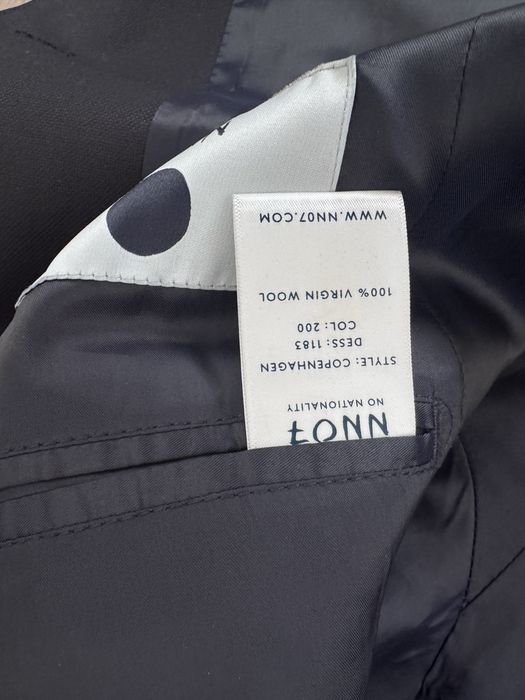 NN07
NO NATIONALITY
STYLE: COPENHAGEN
DESS: 1183
COL: 200
100% VIRGIN WOOL
WWW.NN07.COM